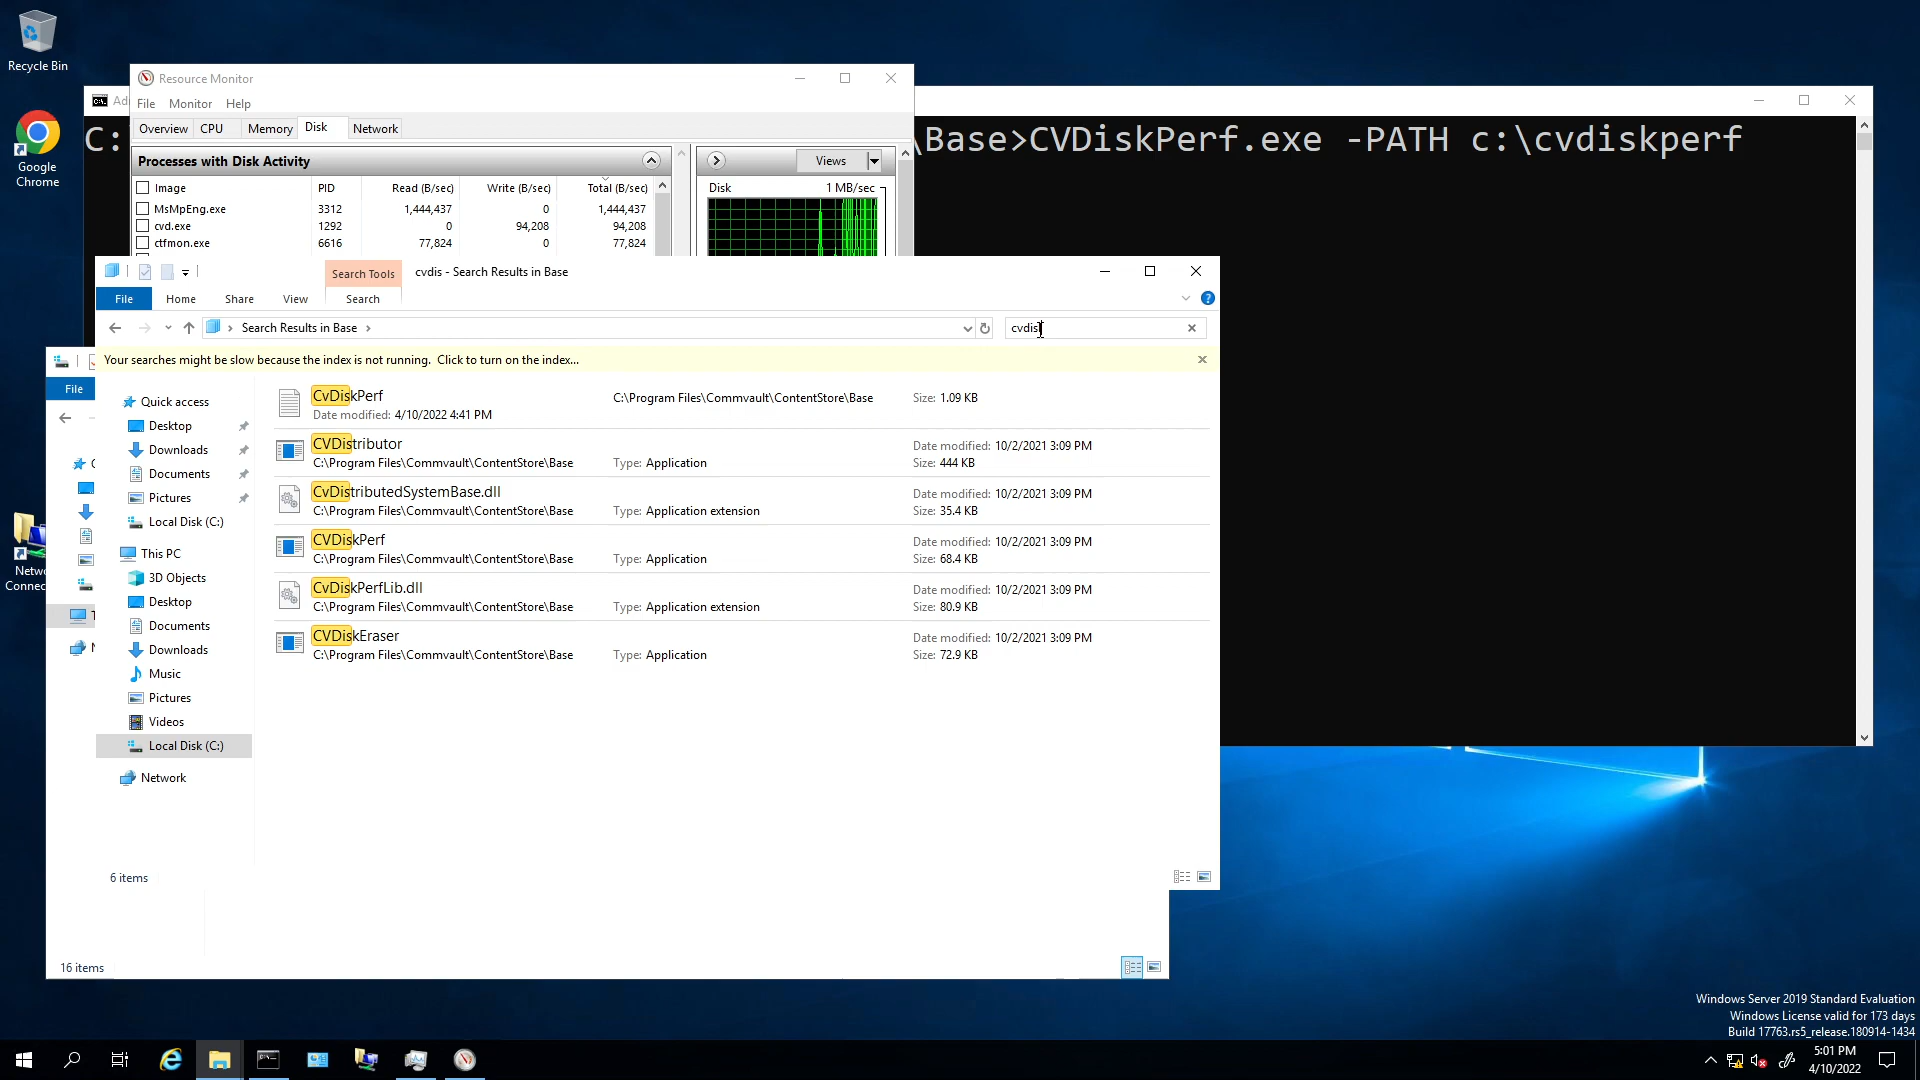 Recycle Bin
Google
Chrome
Resource Monitor
File Monitor Help
Overview CPU Memory Disk Network
Processes with Disk Activity
Image PID Read (B/sec) Write (B/sec) Total (B/sec)
MsMpEng.exe 3312 1,444,437 0 1,444,437
cvd.exe 1292 0 94,208 94,208
ctfmon.exe 6616 77,824 0 77,824
Views
Disk 1 MB/sec
Ad
C:
\Base>CVDiskPerf.exe -PATH c:\cvdiskperf
Search Tools
cvdis - Search Results in Base
File Home Share View Search
Search Results in Base
cvdis
Your searches might be slow because the index is not running. Click to turn on the index...
Quick access
Desktop
Downloads
Documents
Pictures
Local Disk (C:)
This PC
3D Objects
Desktop
Documents
Downloads
Music
Pictures
Videos
Local Disk (C:)
Network
CvDiskPerf
Date modified: 4/10/2022 4:41 PM
C:\Program Files\Commvault\ContentStore\Base
Size: 1.09 KB
CVDistributor
C:\Program Files\Commvault\ContentStore\Base
Type: Application
Date modified: 10/2/2021 3:09 PM
Size: 444 KB
CvDistributedSystemBase.dll
C:\Program Files\Commvault\ContentStore\Base
Type: Application extension
Date modified: 10/2/2021 3:09 PM
Size: 35.4 KB
CVDiskPerf
C:\Program Files\Commvault\ContentStore\Base
Type: Application
Date modified: 10/2/2021 3:09 PM
Size: 68.4 KB
CvDiskPerfLib.dll
C:\Program Files\Commvault\ContentStore\Base
Type: Application extension
Date modified: 10/2/2021 3:09 PM
Size: 80.9 KB
CVDiskEraser
C:\Program Files\Commvault\ContentStore\Base
Type: Application
Date modified: 10/2/2021 3:09 PM
Size: 72.9 KB
6 items
File
Netwo
Connec
16 items
Windows Server 2019 Standard Evaluation
Windows License valid for 173 days
Build 17763.rs5_release.180914-1434
5:01 PM
4/10/2022